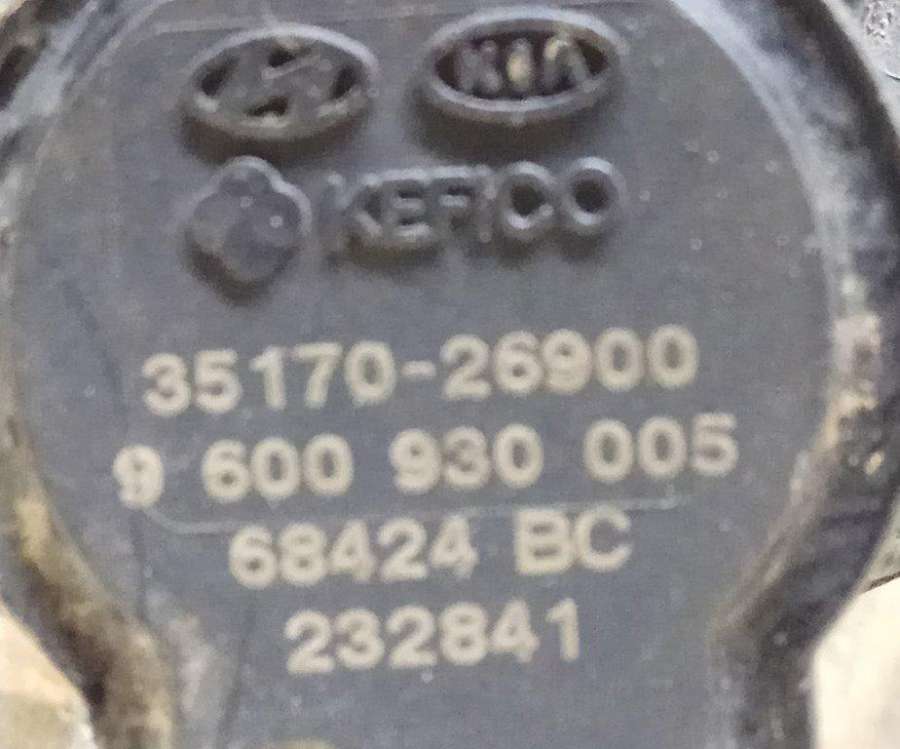 KIA
KEFICO
35170-26900
9 600 930 005
68424 BC
232841